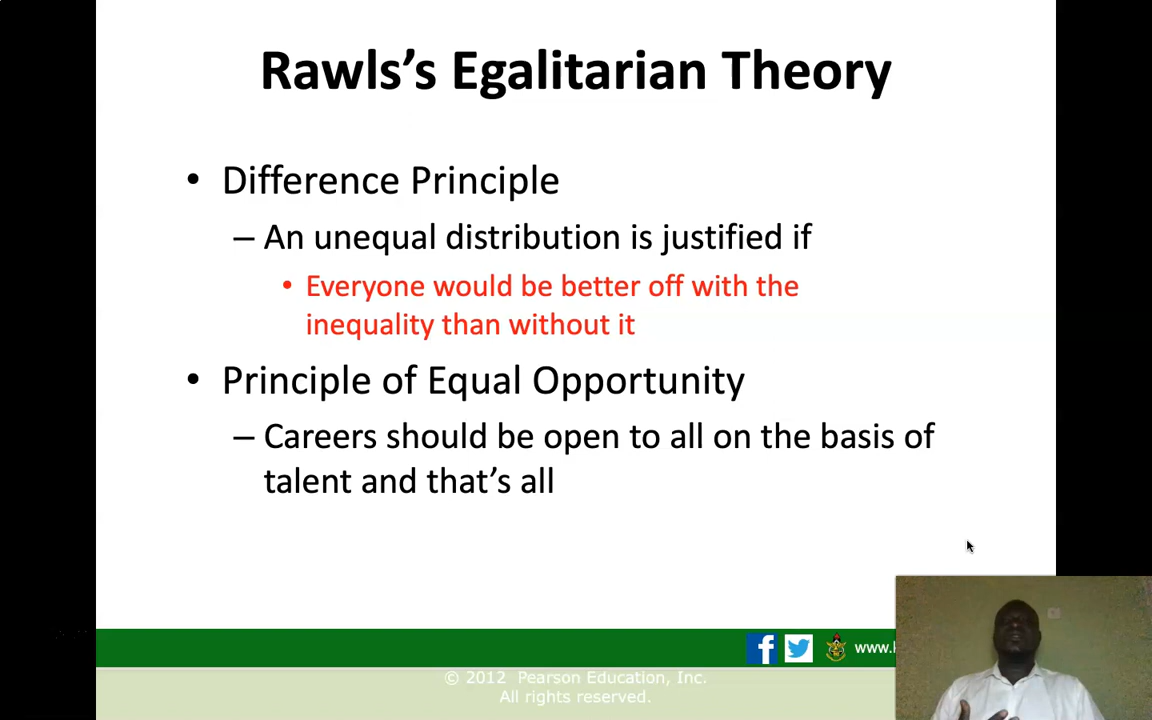 Rawls’s Egalitarian Theory
• Difference Principle
– An unequal distribution is justified if
• Everyone would be better off with the
inequality than without it
• Principle of Equal Opportunity
– Careers should be open to all on the basis of
talent and that’s all
www.
© 2012 Pearson Education, Inc.
All rights reserved.